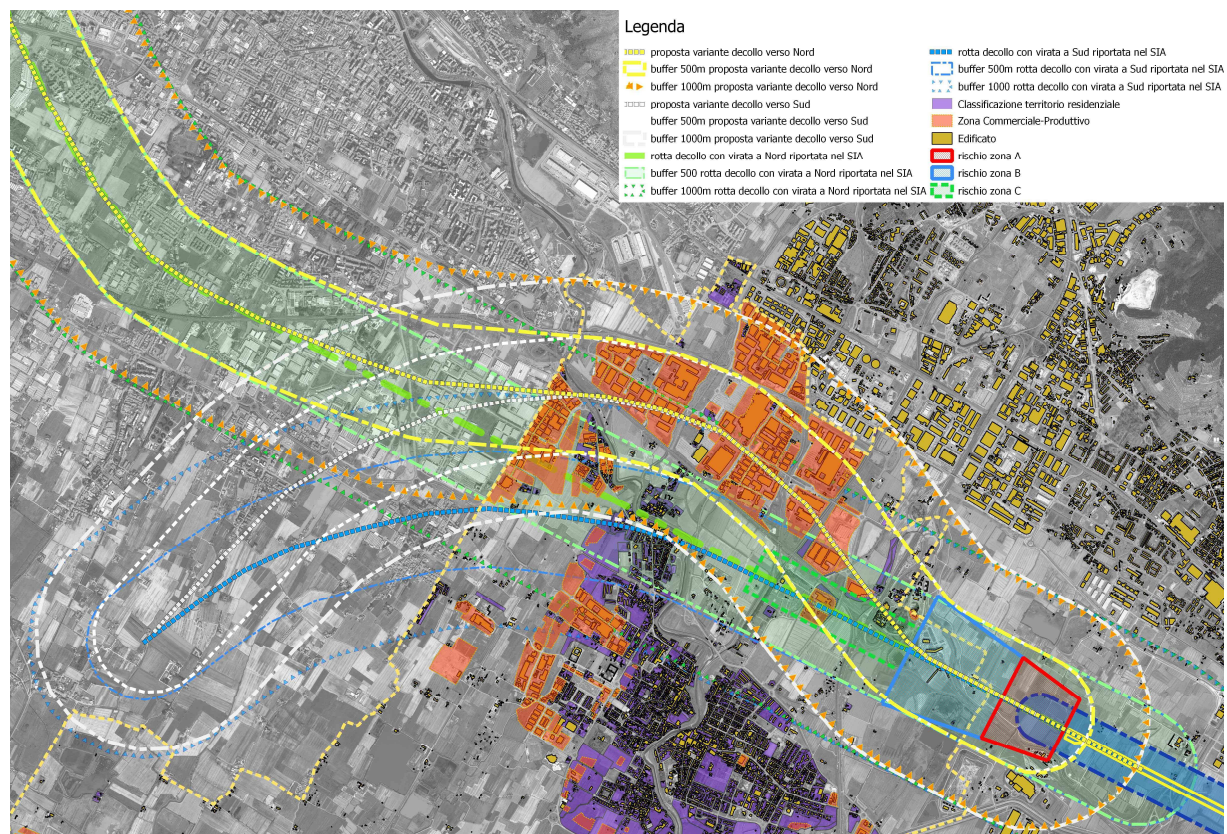 Legenda
proposta variante decollo verso Nord
buffer 500m proposta variante decollo verso Nord
buffer 1000m proposta variante decollo verso Nord
proposta variante decollo verso Sud
buffer 500m proposta variante decollo verso Sud
buffer 1000m proposta variante decollo verso Sud
rotta decollo con virata a Nord riportata nel SIA
buffer 500 rotta decollo con virata a Nord riportata nel SIA
buffer 1000m rotta decollo con virata a Nord riportata nel SIA
rotta decollo con virata a Sud riportata nel SIA
buffer 500m rotta decollo con virata a Sud riportata nel SIA
buffer 1000 rotta decollo con virata a Sud riportata nel SIA
Classificazione territorio residenziale
Zona Commerciale-Produttivo
Edificato
rischio zona A
rischio zona B
rischio zona C